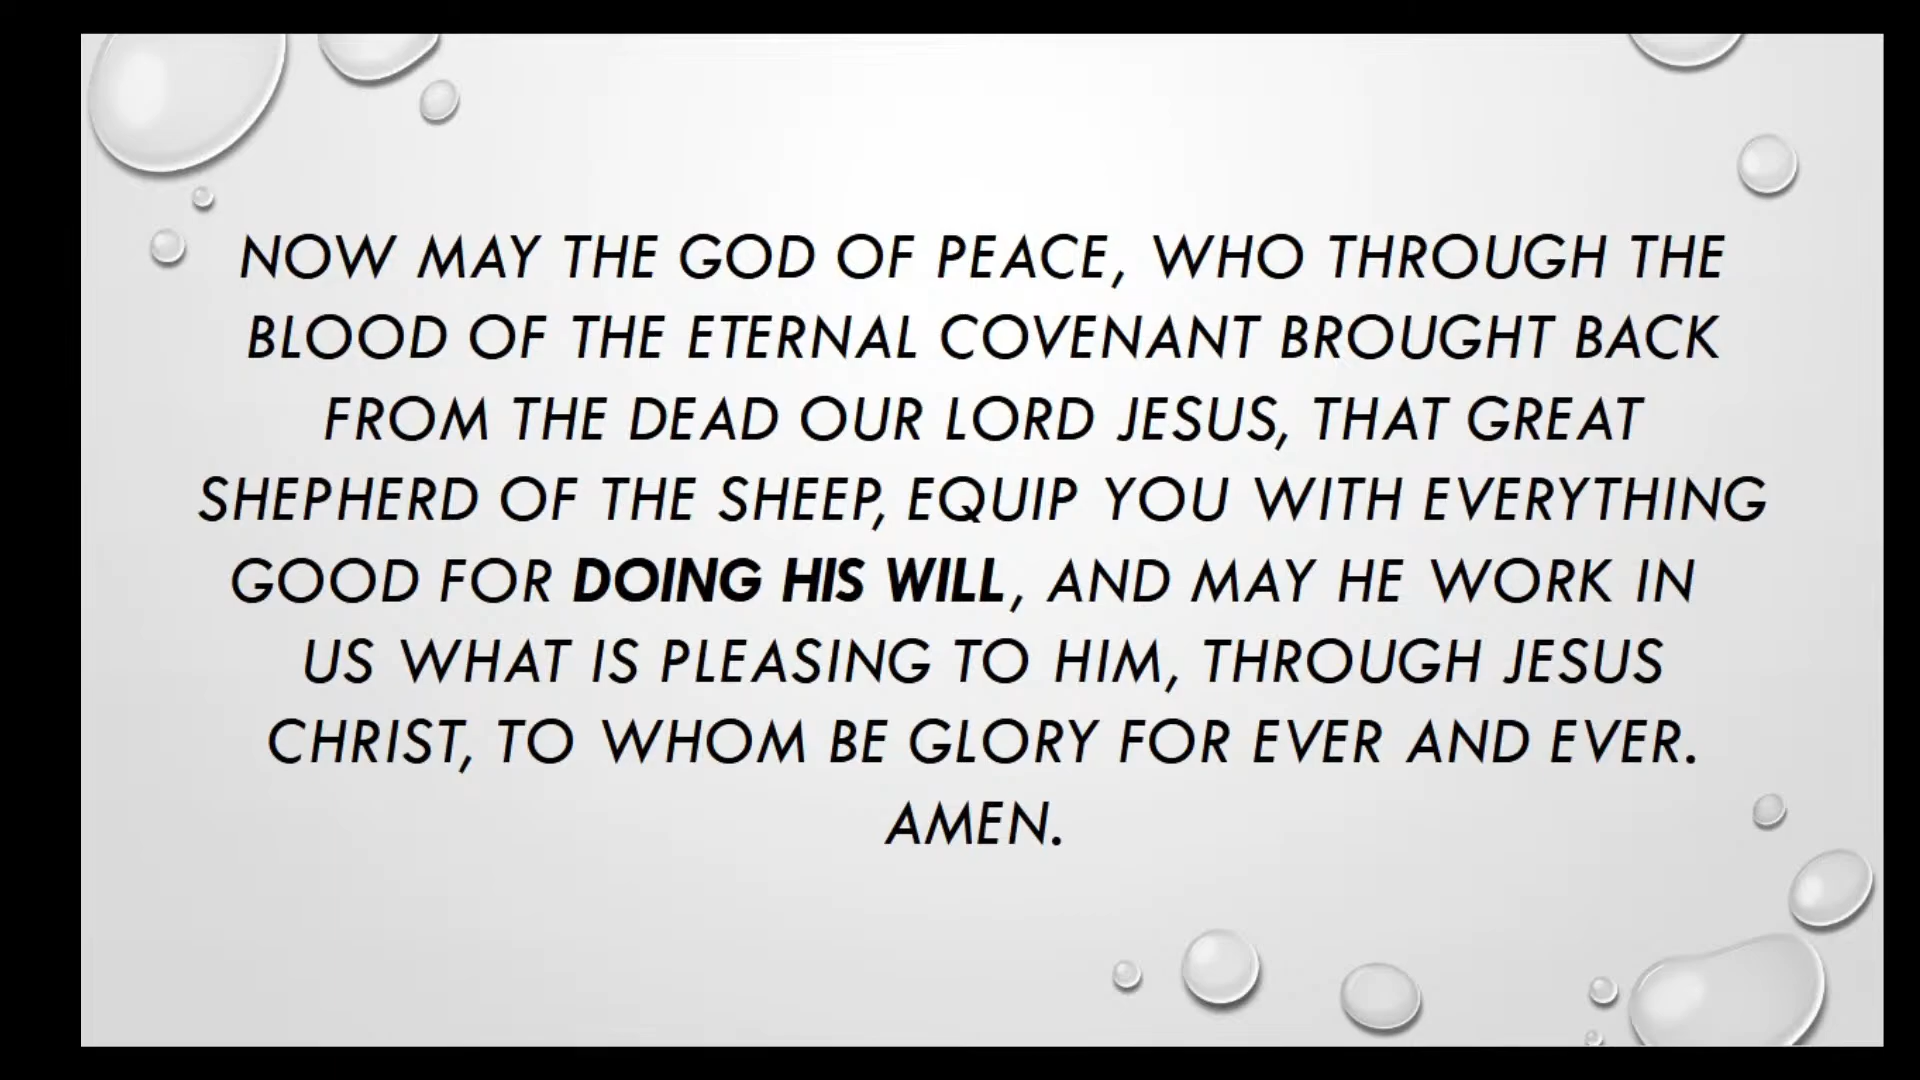 NOW MAY THE GOD OF PEACE, WHO THROUGH THE
BLOOD OF THE ETERNAL COVENANT BROUGHT BACK
FROM THE DEAD OUR LORD JESUS, THAT GREAT
SHEPHERD OF THE SHEEP, EQUIP YOU WITH EVERYTHING
GOOD FOR DOING HIS WILL, AND MAY HE WORK IN
US WHAT IS PLEASING TO HIM, THROUGH JESUS
CHRIST, TO WHOM BE GLORY FOR EVER AND EVER.
AMEN.